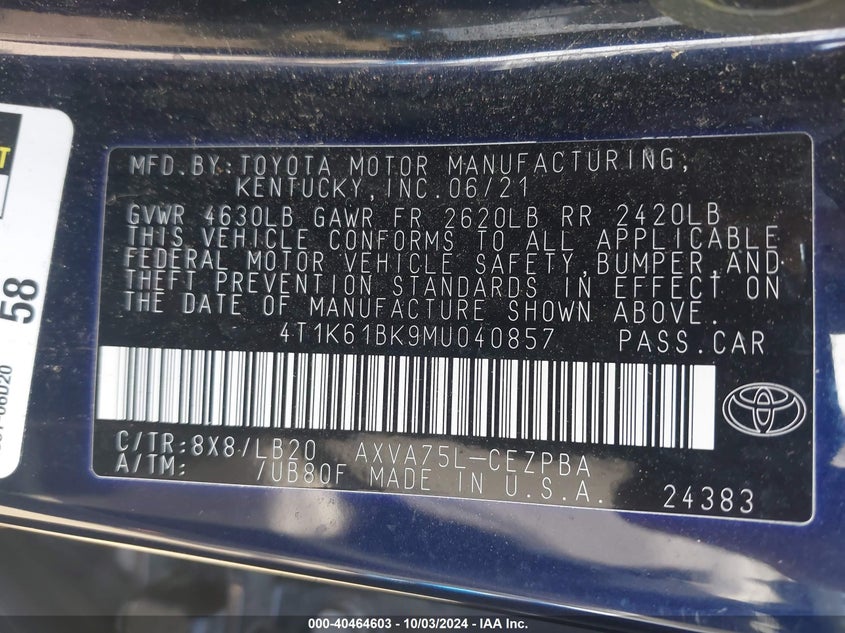 MFD.BY:TOYOTA MOTOR MANUFACTURING,
KENTUCKY,INC.06/21
GVWR 4630LB GAWR FR 2620LB RR 2420LB
THIS VEHICLE CONFORMS TO ALL APPLICABLE
FEDERAL MOTOR VEHICLE SAFETY,BUMPER,AND
THEFT PREVENTION STANDARDS IN EFFECT ON
THE DATE OF MANUFACTURE SHOWN ABOVE.
4T1K61BK9MU040857 PASS.CAR
C/TR:8X8/LB20 AXVA75L-CEZPBA
A/TM: /UB80F MADE IN U.S.A. 24383
58
000-40464603 - 10/03/2024 - IAA Inc.